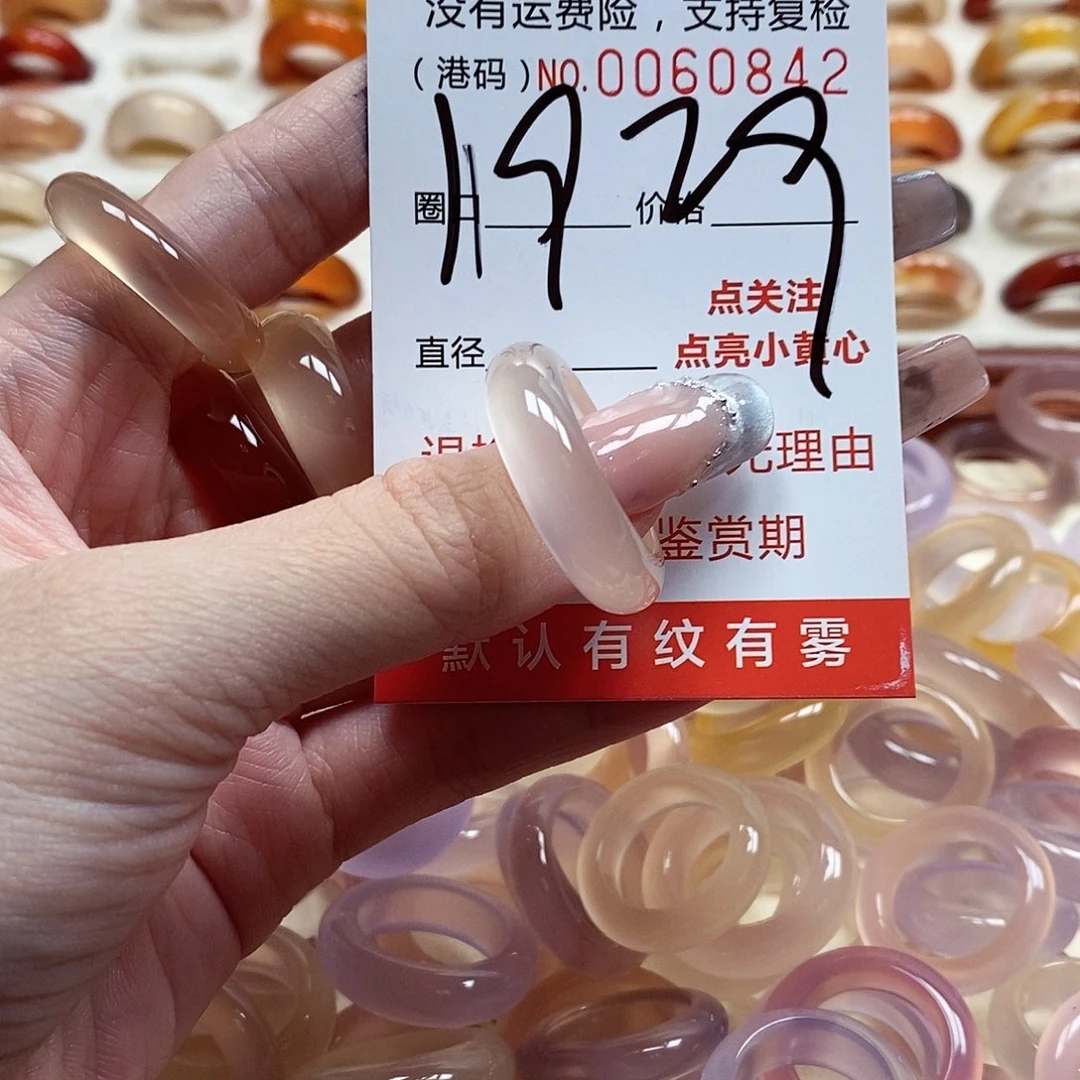 没有运费险，支持复检
（港码）NO.0060842
圈口 19 价格 29
点关注
直径 点亮小黄心
理由
鉴赏期
默认有纹有雾